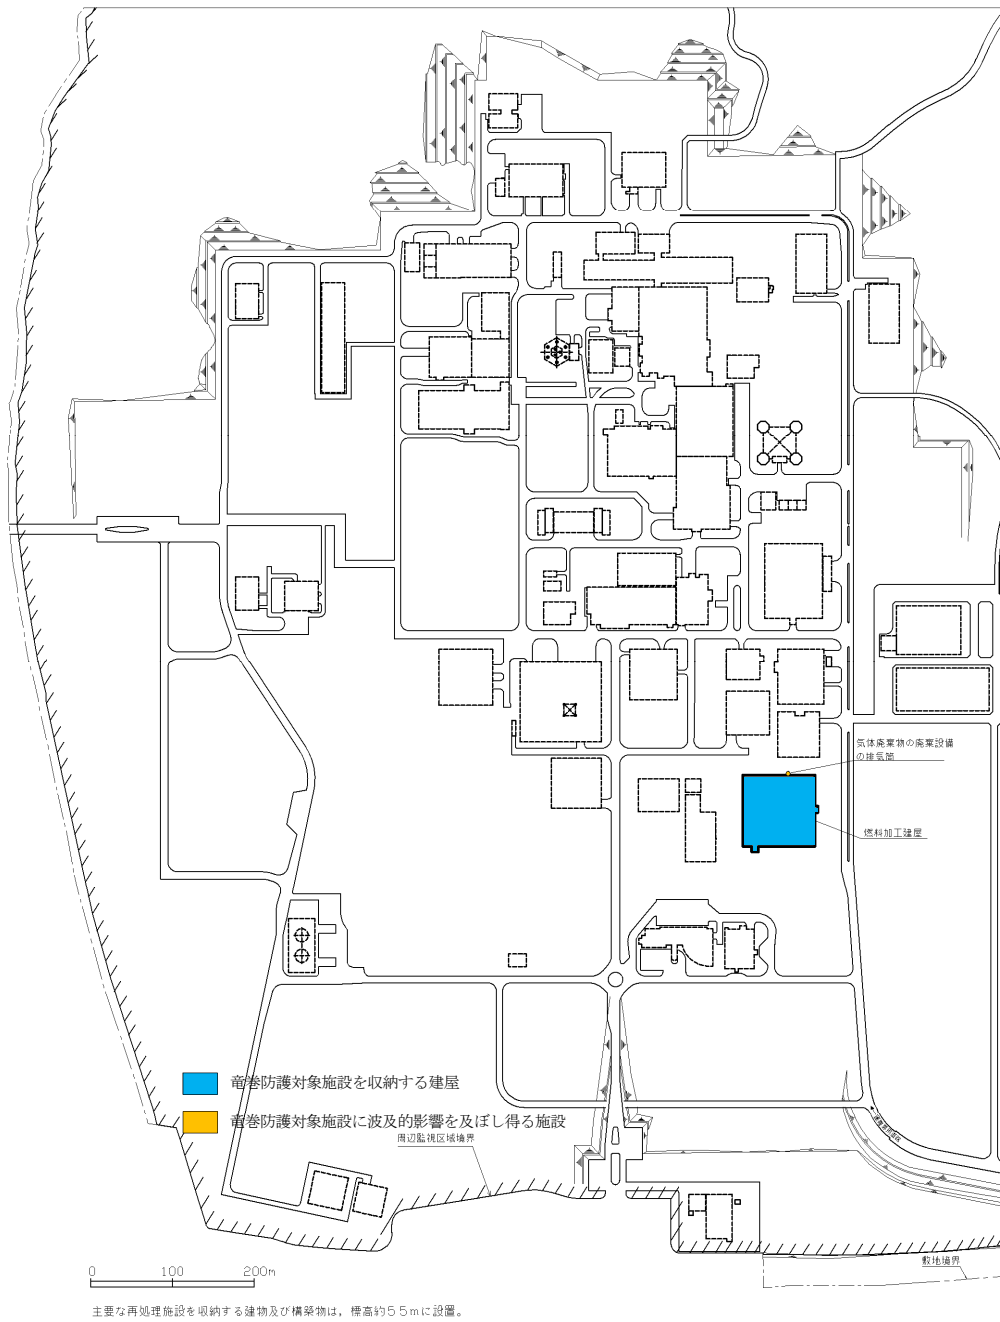 気体廃棄物の廃棄設備
の排気筒
燃料加工建屋
竜巻防護対象施設を収納する建屋
竜巻防護対象施設に波及的影響を及ぼし得る施設
周辺監視区域境界
敷地境界
0 100 200m
主要な再処理施設を収納する建物及び構築物は，標高約５５ｍに設置。